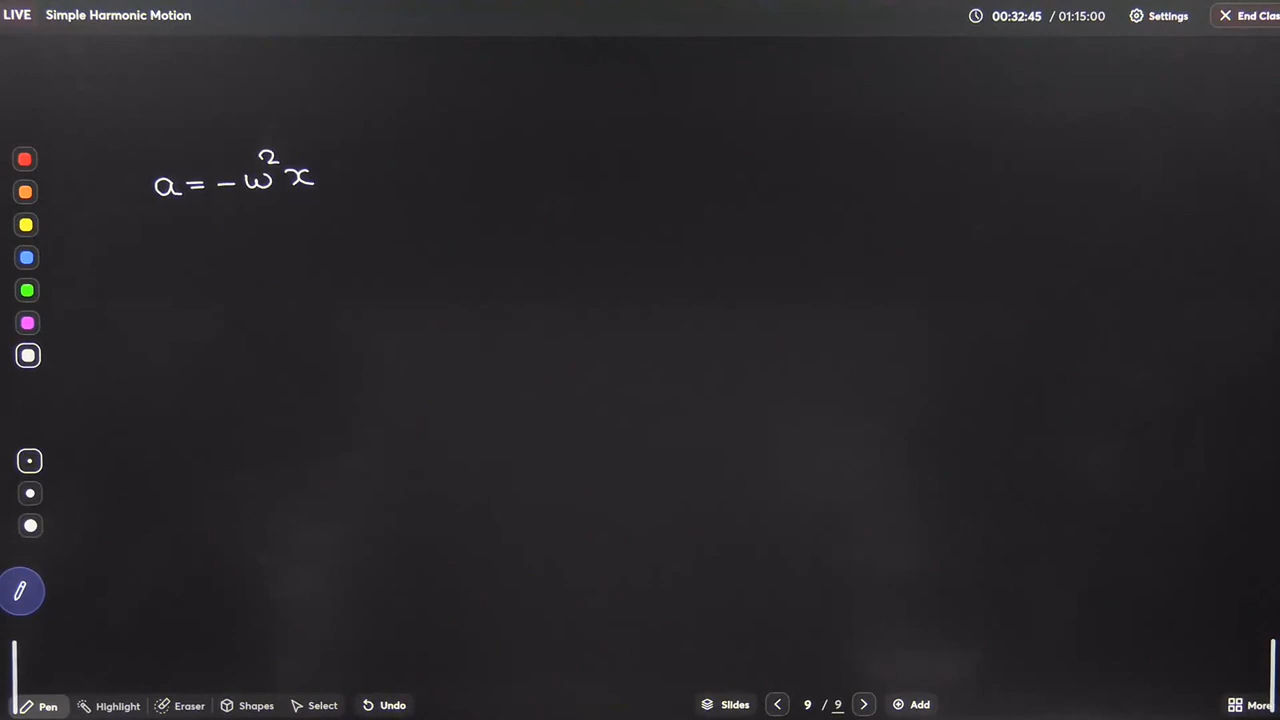 LIVE Simple Harmonic Motion 00:32:45 / 01:15:00 Settings End Clas
a = - ω² x
Pen Highlight Eraser Shapes Select Undo Slides 9 / 9 Add More